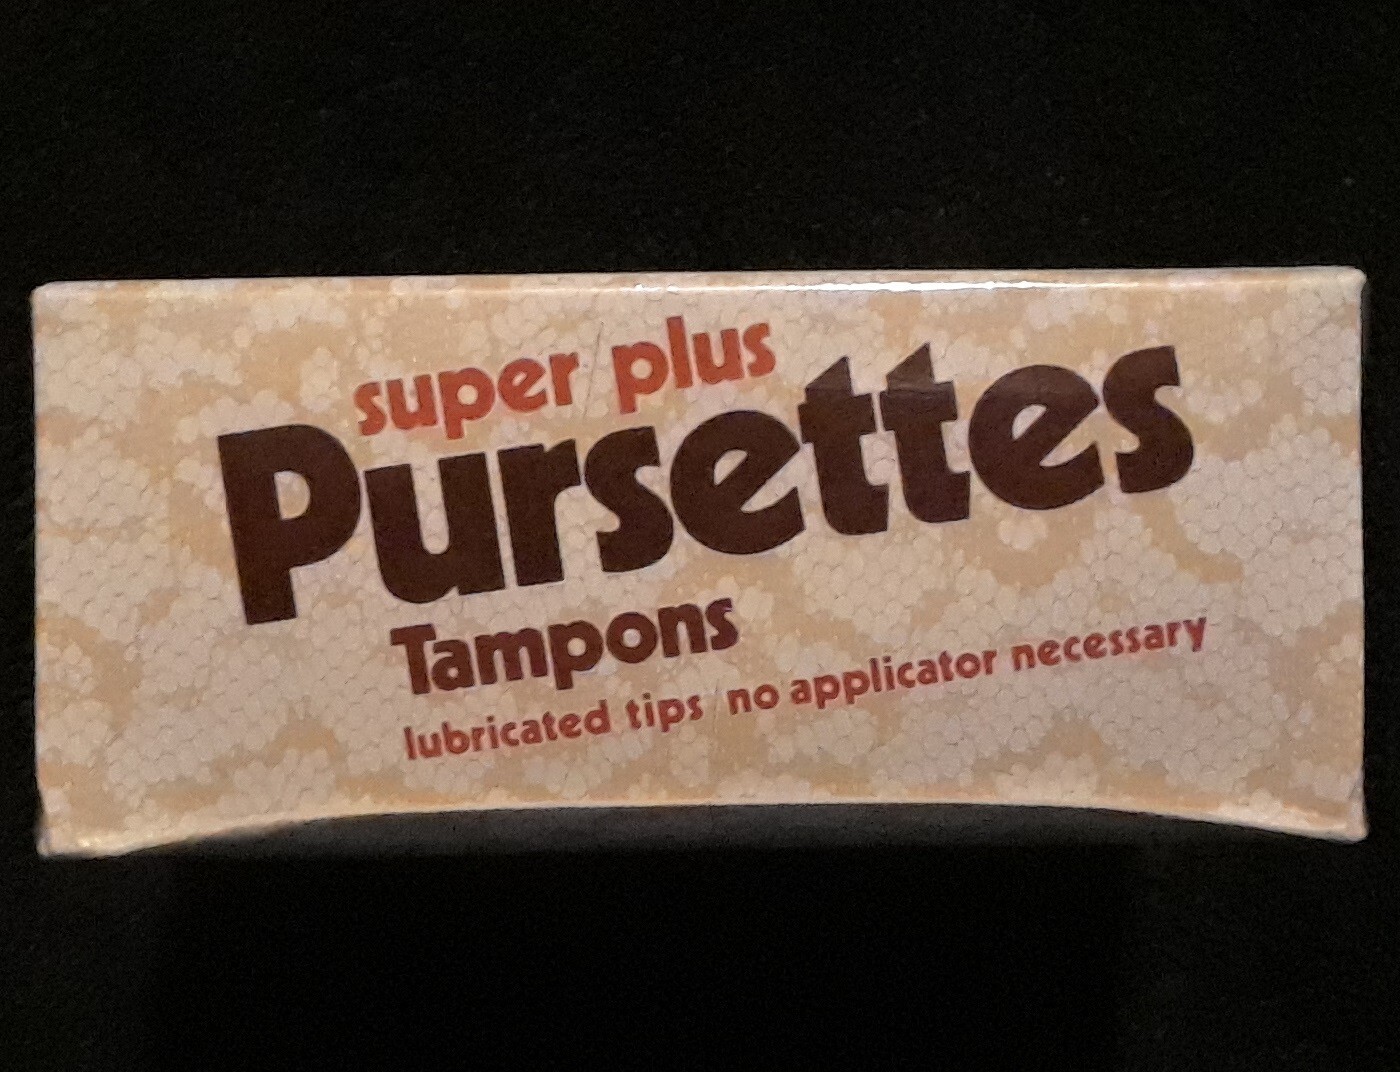 super plus
Pursettes
Tampons
lubricated tips no applicator necessary